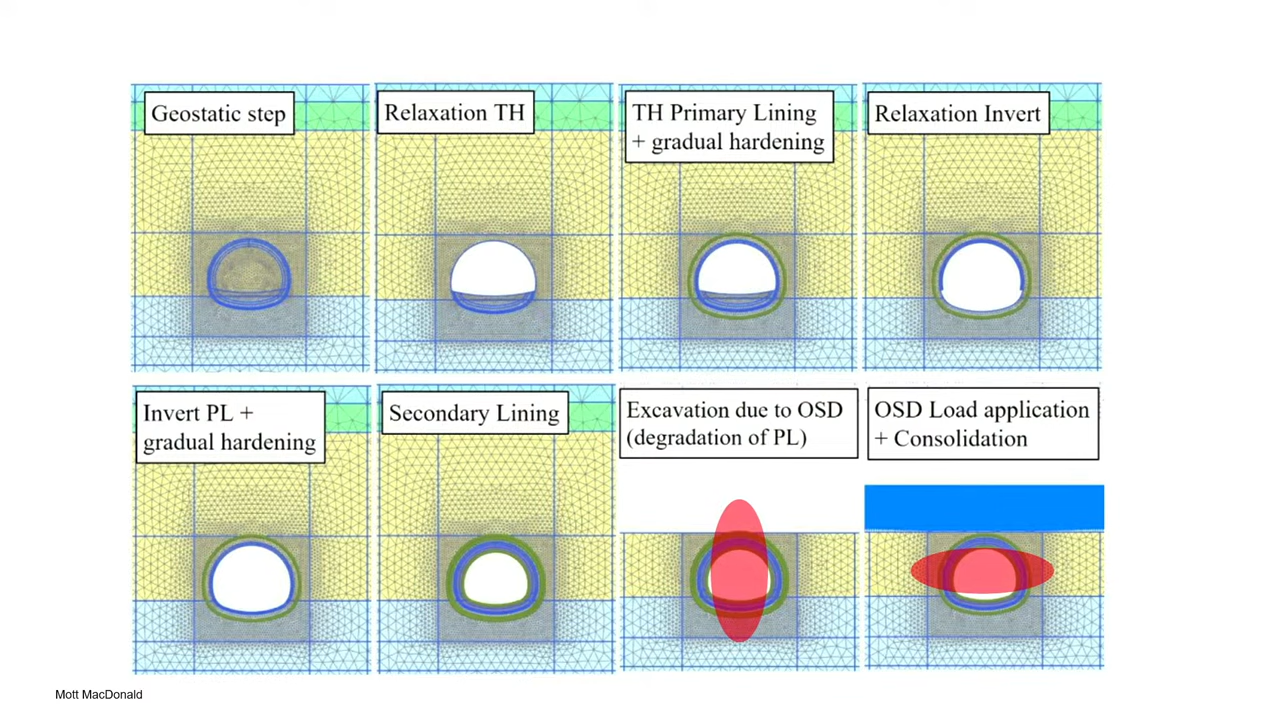 Geostatic step
Relaxation TH
TH Primary Lining
+ gradual hardening
Relaxation Invert
Invert PL +
gradual hardening
Secondary Lining
Excavation due to OSD
(degradation of PL)
OSD Load application
+ Consolidation
Mott MacDonald